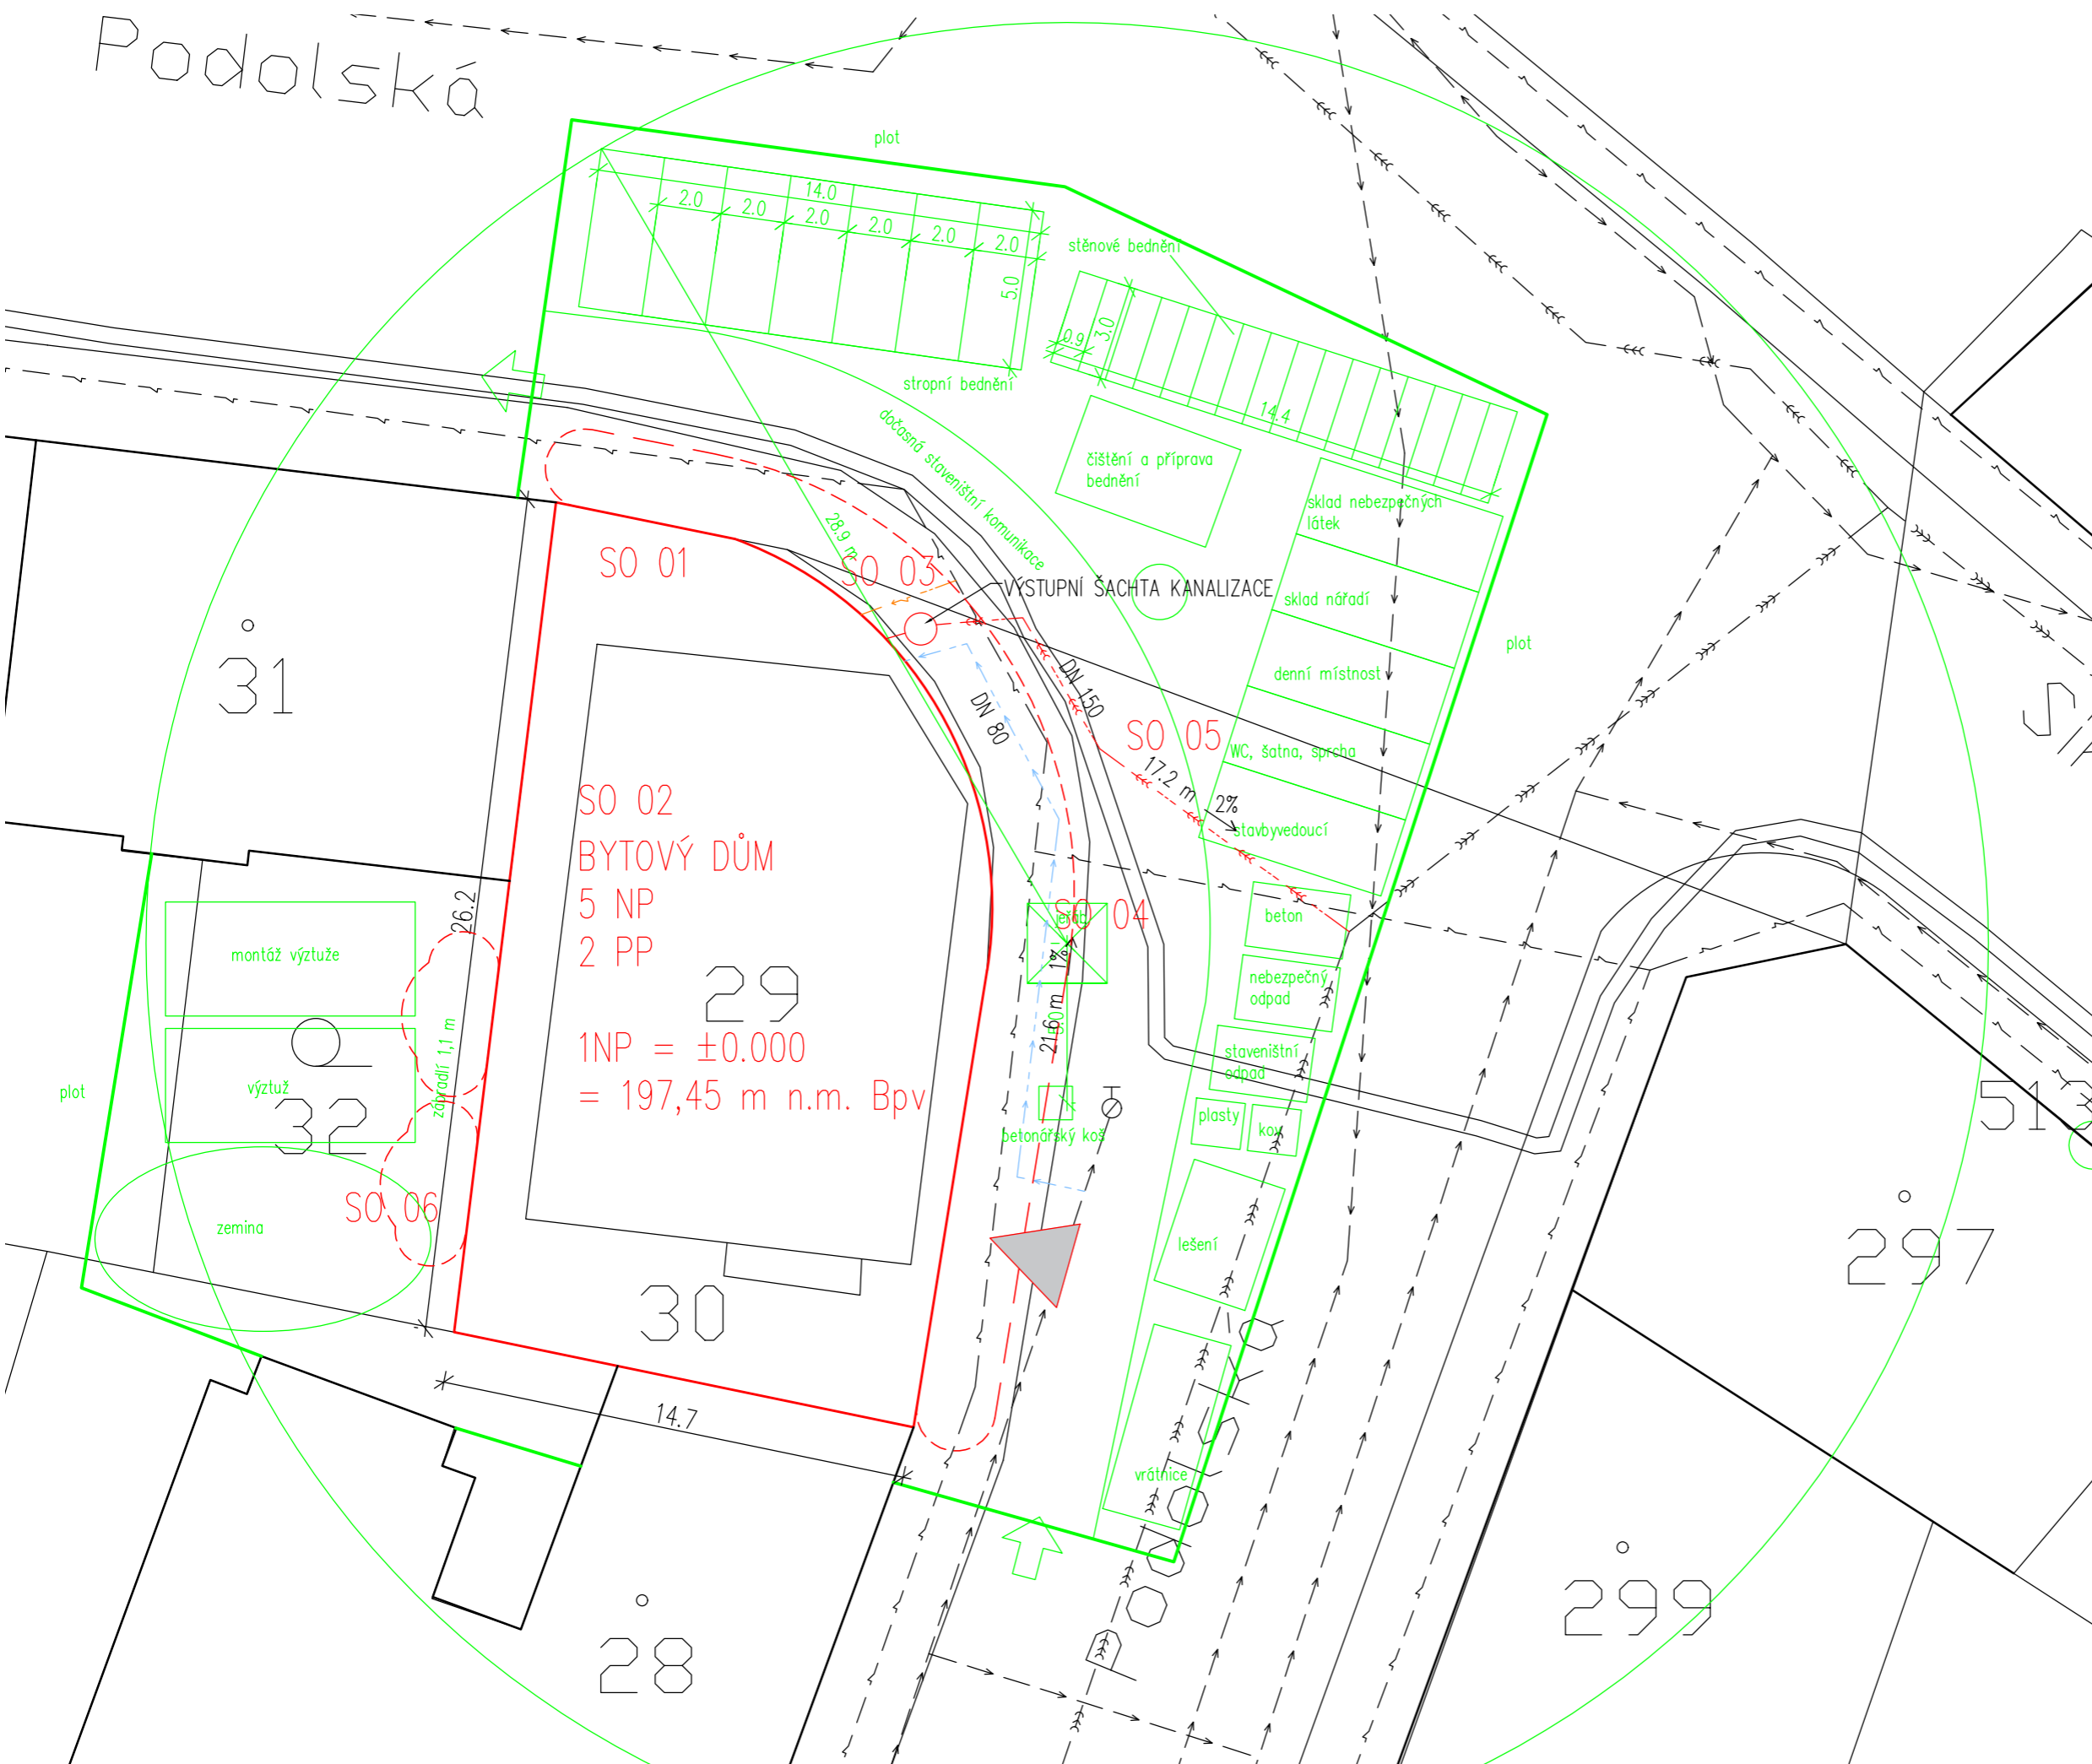 Podolská
plot
14.0
2.0
2.0
2.0
2.0
2.0
2.0
5.0
stěnové bednění
0.9
3.0
14.4
stropní bednění
dočasná staveništní komunikace
čištění a příprava
bednění
sklad nebezpečných
látek
28.9 m
SO 01
SO 03
VÝSTUPNÍ ŠACHTA KANALIZACE
sklad nářadí
plot
31
DN 150
denní místnost
DN 80
SO 05
WC, šatna, sprcha
17.2 m
2%
stavbyvedoucí
SO 02
BYTOVÝ DŮM
5 NP
2 PP
29
1NP = ±0.000
= 197,45 m n.m. Bpv
26.2
jeřáb
SO 04
beton
montáž výztuže
1%
21.6 m
nebezpečný
odpad
staveništní
odpad
zábradlí 1,1 m
plot
výztuž
32
plasty
kov
betonářský koš
513
SO 06
zemina
lešení
297
30
14.7
vrátnice
Podolská
299
28